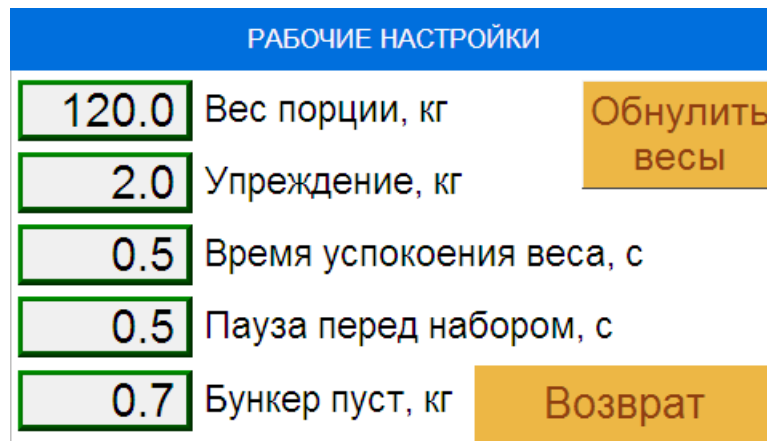 РАБОЧИЕ НАСТРОЙКИ
120.0 Вес порции, кг
Обнулить
весы
2.0 Упреждение, кг
0.5 Время успокоения веса, с
0.5 Пауза перед набором, с
0.7 Бункер пуст, кг
Возврат